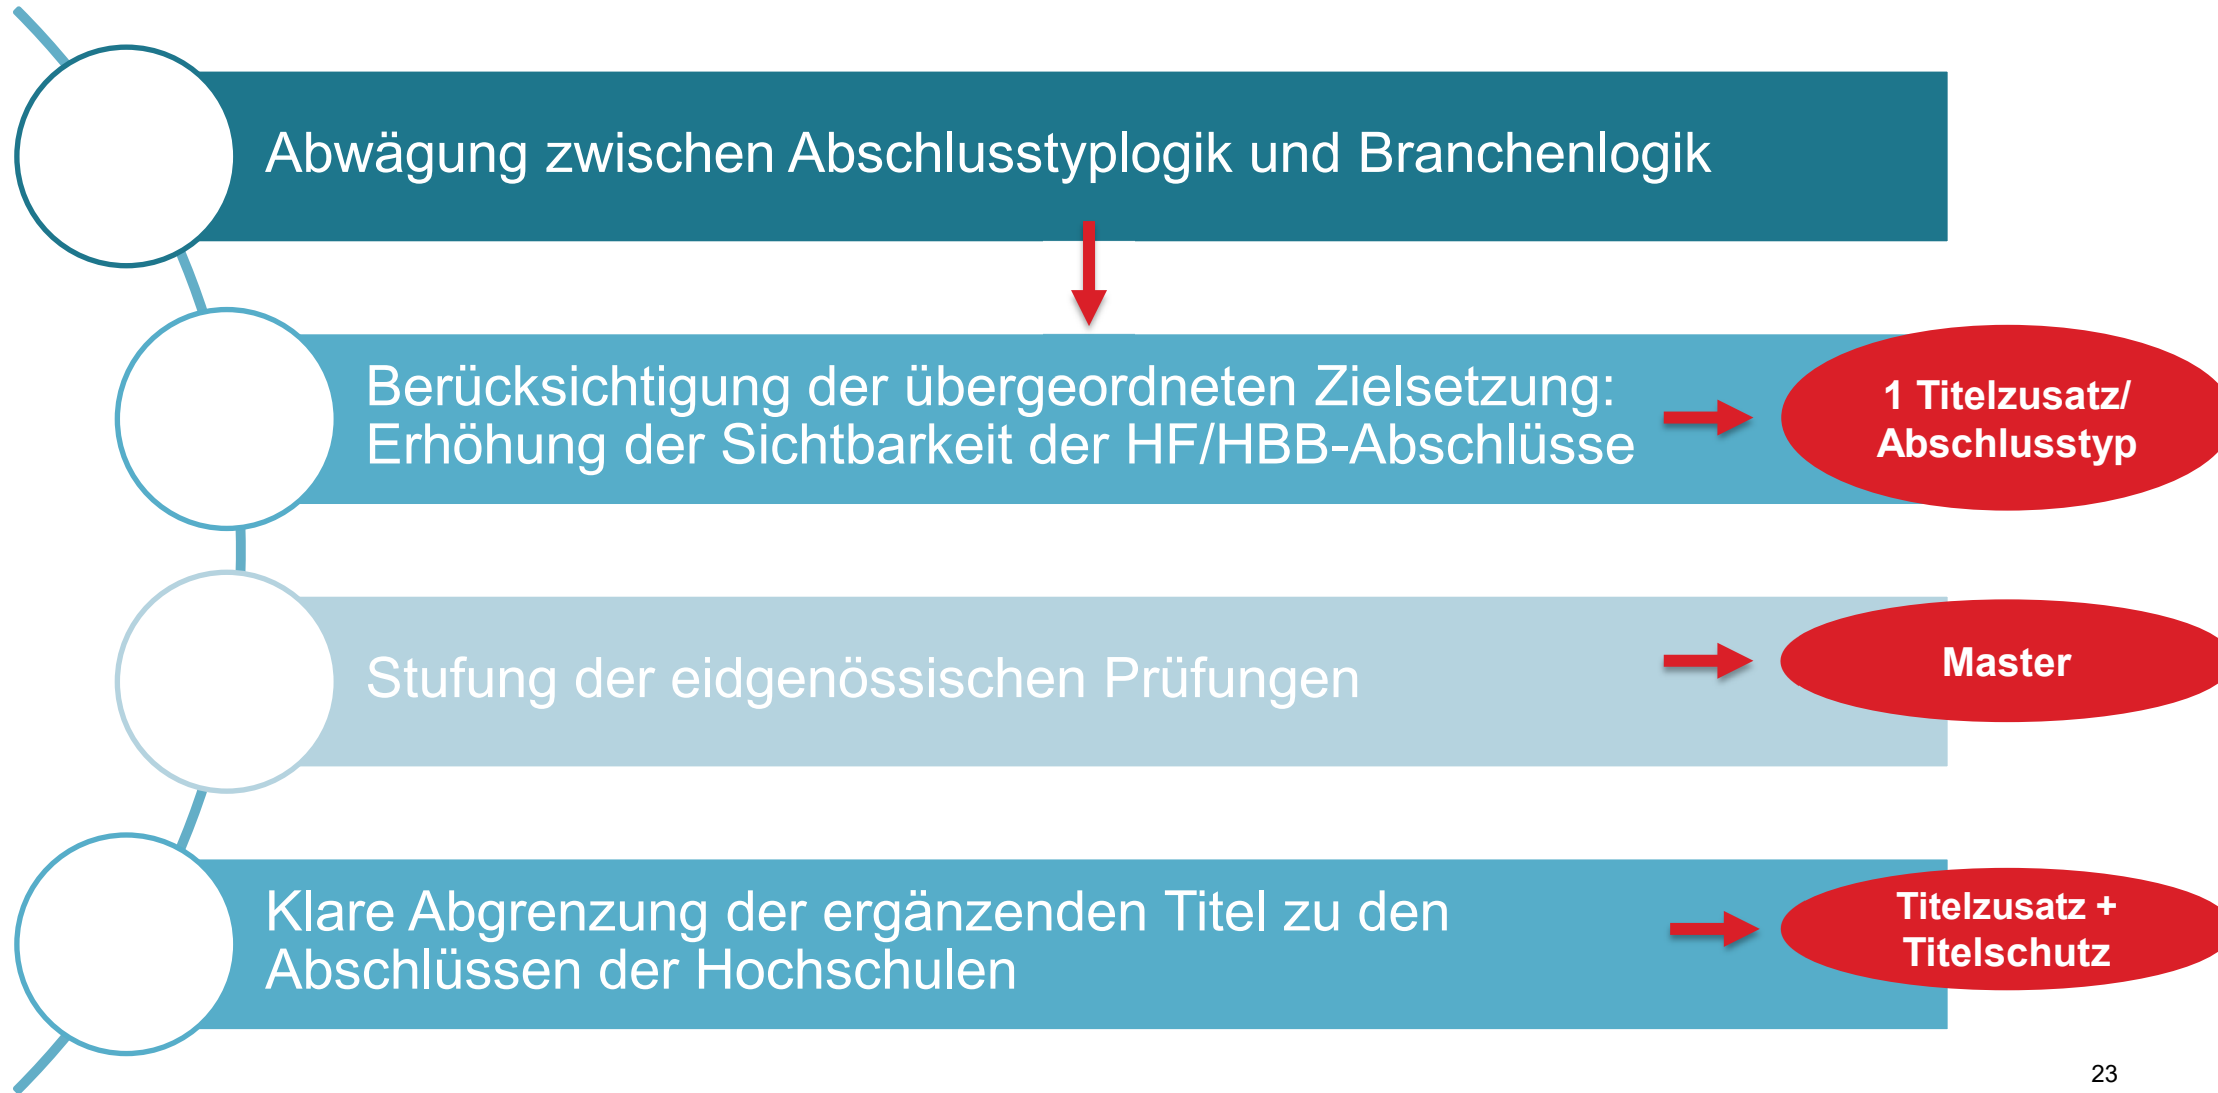 Abwägung zwischen Abschlusstyplogik und Branchenlogik
Berücksichtigung der übergeordneten Zielsetzung:
Erhöhung der Sichtbarkeit der HF/HBB-Abschlüsse
1 Titelzusatz/
Abschlusstyp
Stufung der eidgenössischen Prüfungen
Master
Klare Abgrenzung der ergänzenden Titel zu den
Abschlüssen der Hochschulen
Titelzusatz +
Titelschutz
23